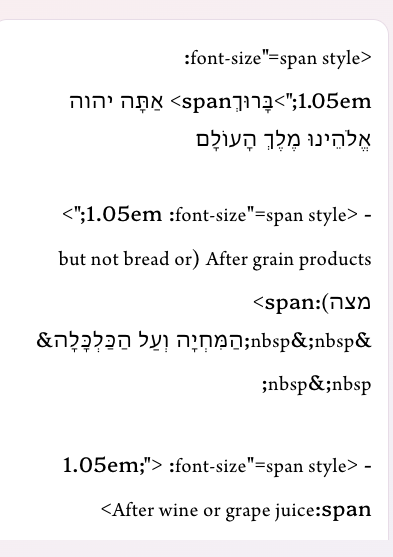 <span style="font-size:
1.05em;">בָּרוּךְspan> אַתָּה יהוה
אֱלֹהֵינוּ מֶלֶךְ הָעוֹלָם
- <span style="font-size: 1.05em;">
After grain products (but not bread or
מצה):span>
&nbsp;&nbsp;הַמִּחְיָה וְעַל הַכַּלְכָּלָה&
nbsp;&nbsp;
- <span style="font-size: 1.05em;">
After wine or grape juice:span>